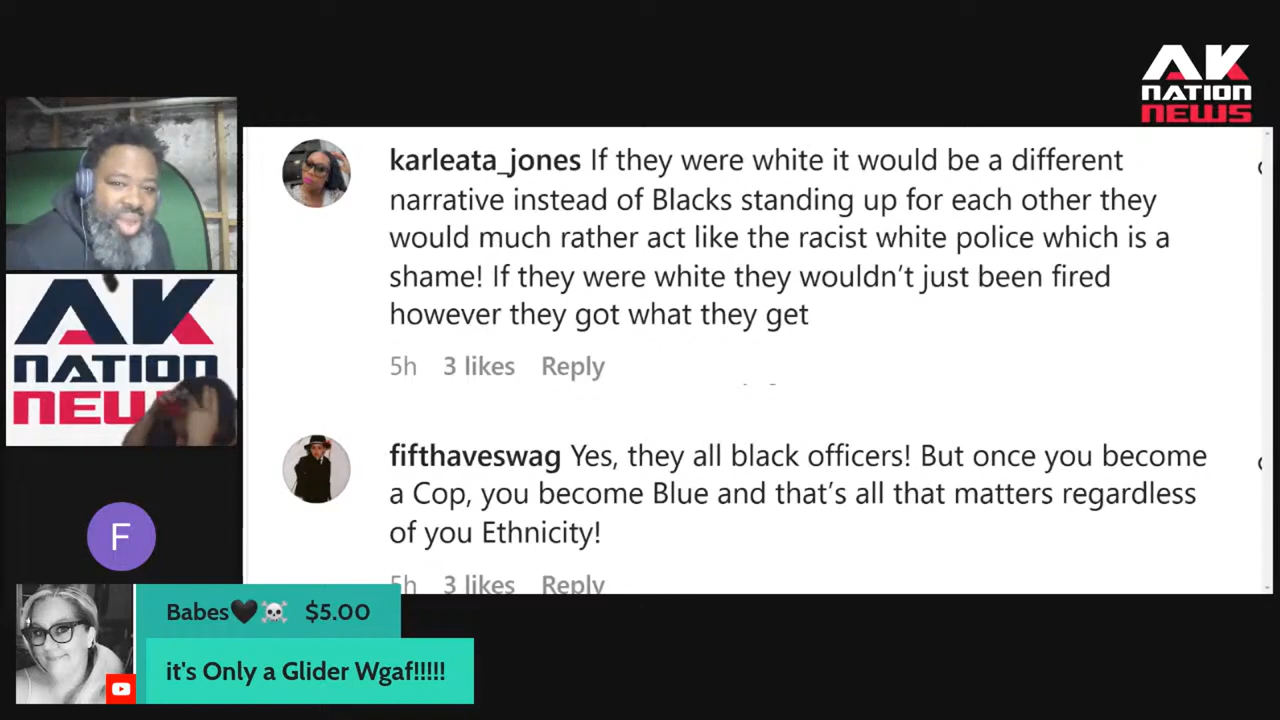 AK
NATION
NEWS
karleata_jones If they were white it would be a different
narrative instead of Blacks standing up for each other they
would much rather act like the racist white police which is a
shame! If they were white they wouldn't just been fired
however they got what they get
5h 3 likes Reply
AK
NATION
NEW
fifthaveswag Yes, they all black officers! But once you become
a Cop, you become Blue and that's all that matters regardless
of you Ethnicity!
5h 3 likes Reply
F
Babes🖤☠️ $5.00
it's Only a Glider Wgaf!!!!!